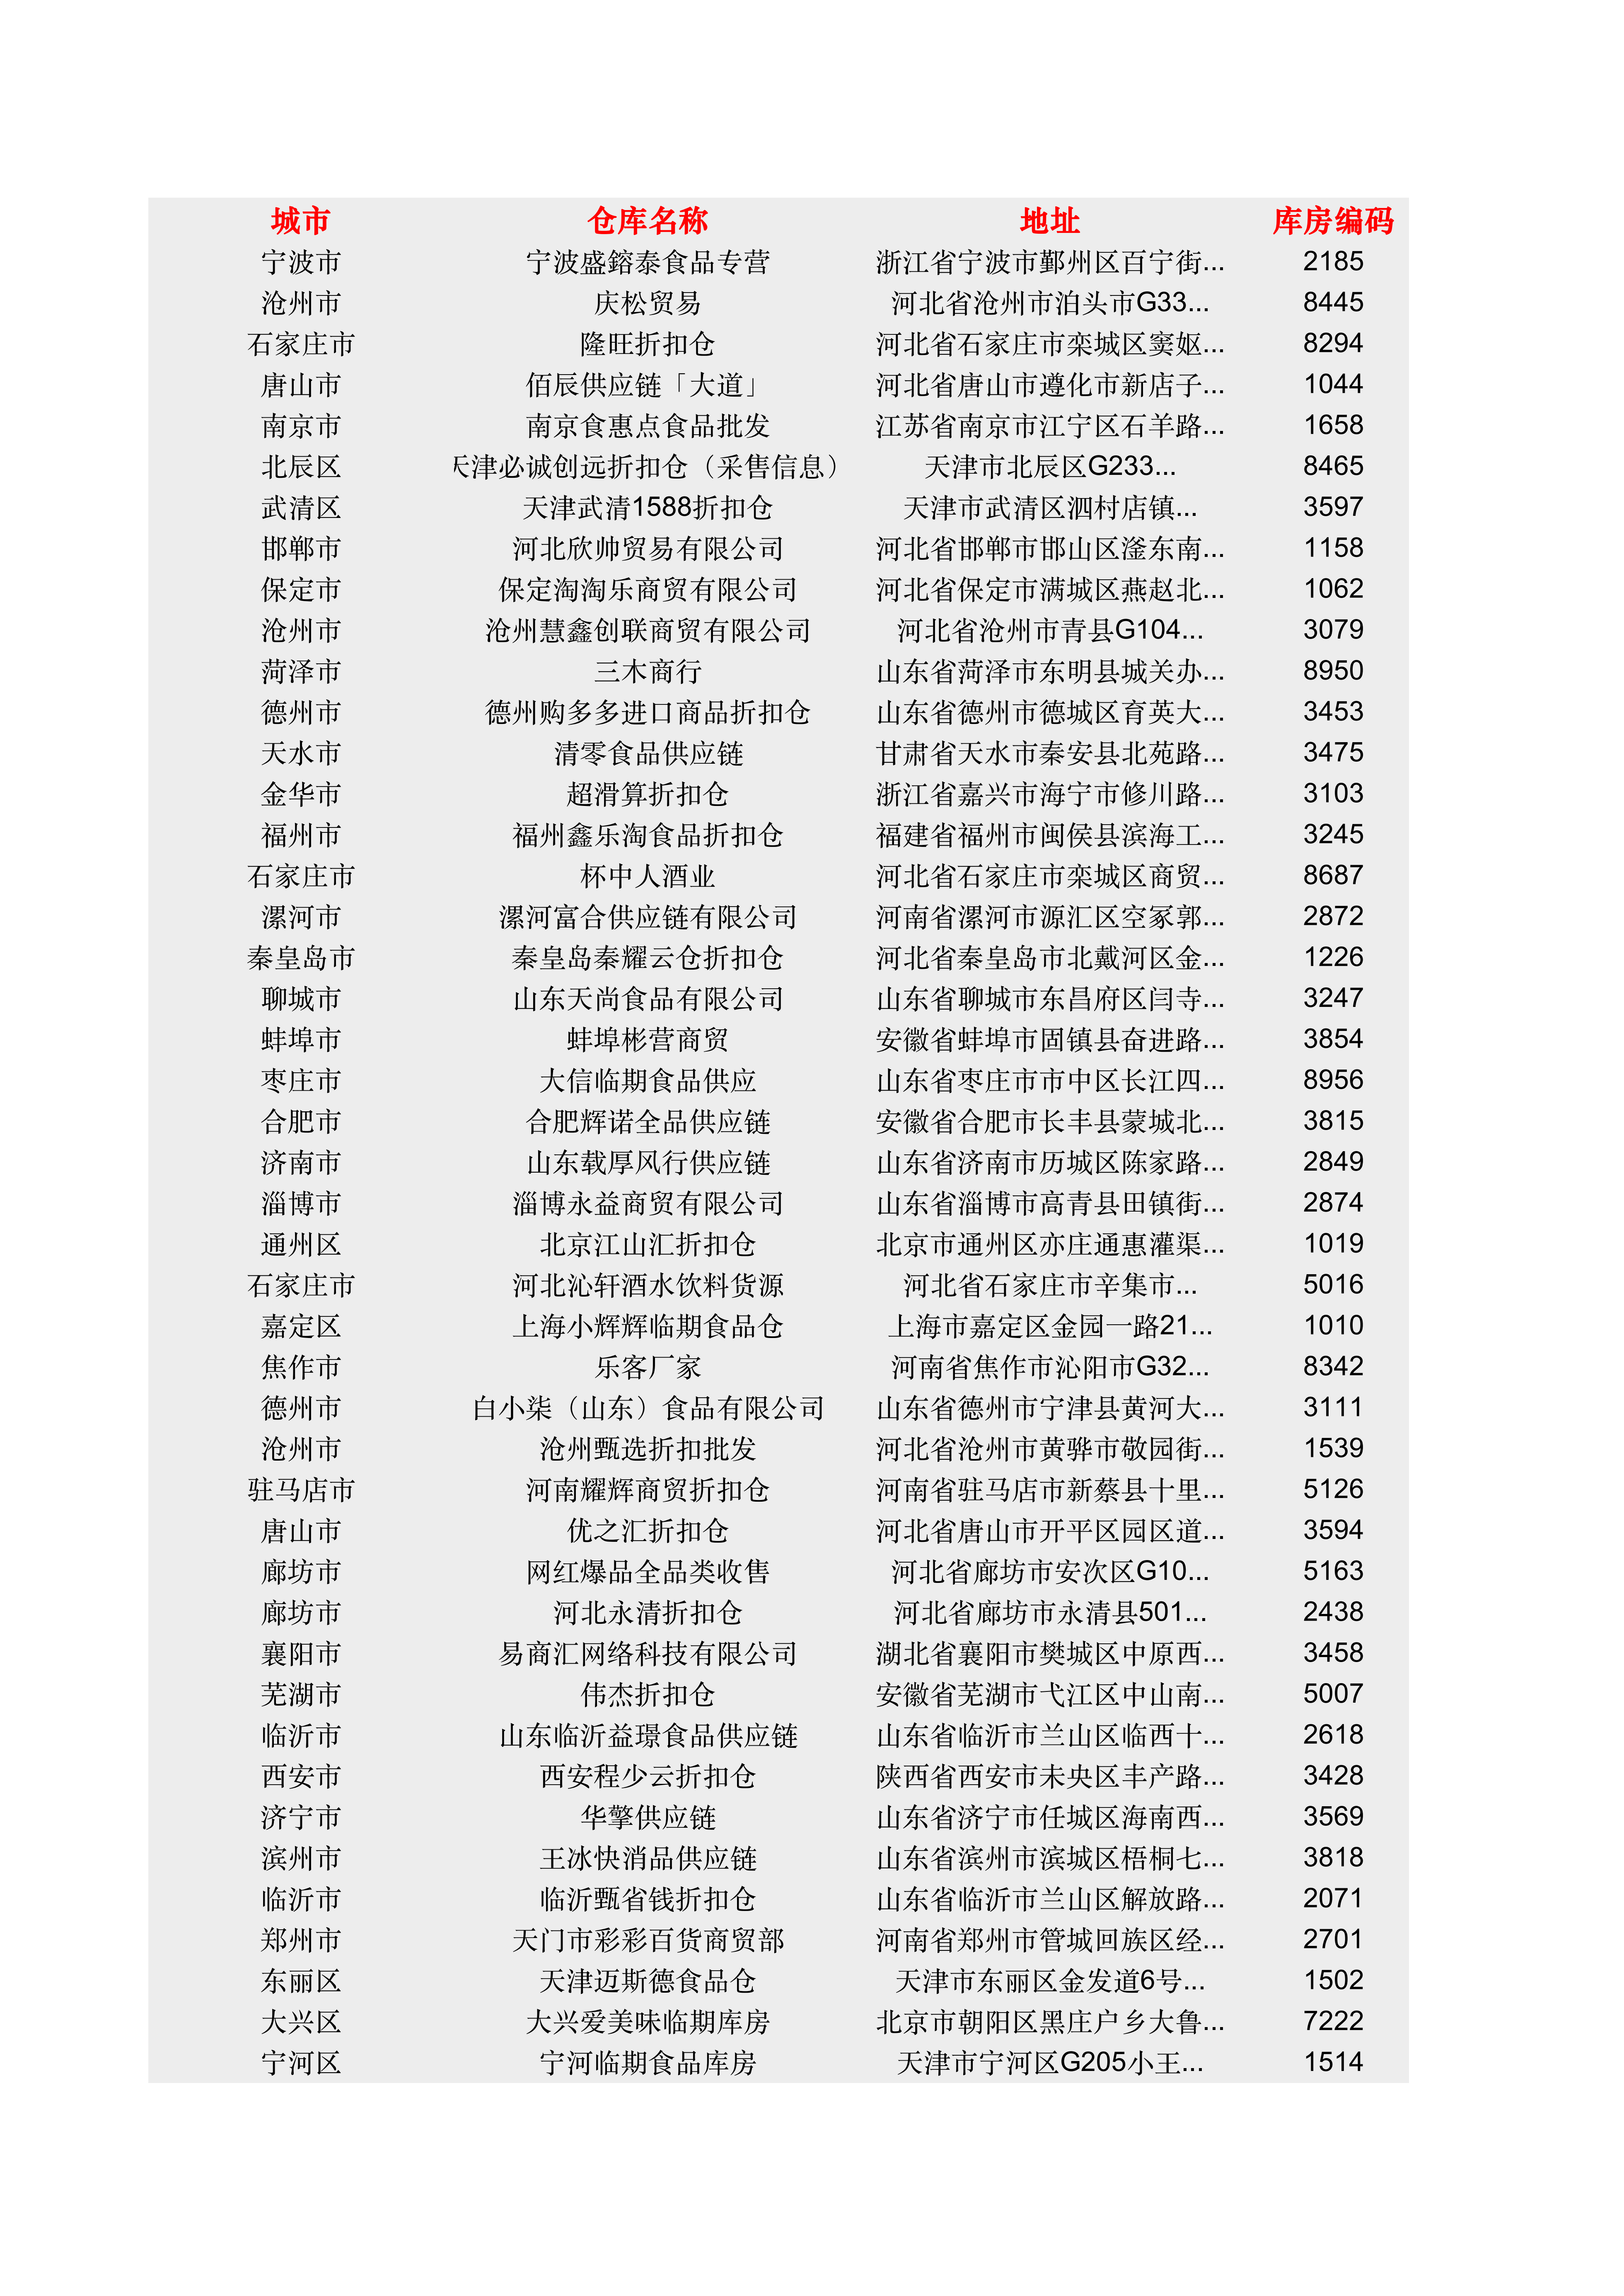 城市 仓库名称 地址 库房编码
宁波市 宁波盛鎔泰食品专营 浙江省宁波市鄞州区百宁街... 2185
沧州市 庆松贸易 河北省沧州市泊头市G33... 8445
石家庄市 隆旺折扣仓 河北省石家庄市栾城区窦妪... 8294
唐山市 佰辰供应链「大道」 河北省唐山市遵化市新店子... 1044
南京市 南京食惠点食品批发 江苏省南京市江宁区石羊路... 1658
北辰区 天津必诚创远折扣仓（采售信息） 天津市北辰区G233... 8465
武清区 天津武清1588折扣仓 天津市武清区泗村店镇... 3597
邯郸市 河北欣帅贸易有限公司 河北省邯郸市邯山区滏东南... 1158
保定市 保定淘淘乐商贸有限公司 河北省保定市满城区燕赵北... 1062
沧州市 沧州慧鑫创联商贸有限公司 河北省沧州市青县G104... 3079
菏泽市 三木商行 山东省菏泽市东明县城关办... 8950
德州市 德州购多多进口商品折扣仓 山东省德州市德城区育英大... 3453
天水市 清零食品供应链 甘肃省天水市秦安县北苑路... 3475
金华市 超滑算折扣仓 浙江省嘉兴市海宁市修川路... 3103
福州市 福州鑫乐淘食品折扣仓 福建省福州市闽侯县滨海工... 3245
石家庄市 杯中人酒业 河北省石家庄市栾城区商贸... 8687
漯河市 漯河富合供应链有限公司 河南省漯河市源汇区空冢郭... 2872
秦皇岛市 秦皇岛秦耀云仓折扣仓 河北省秦皇岛市北戴河区金... 1226
聊城市 山东天尚食品有限公司 山东省聊城市东昌府区闫寺... 3247
蚌埠市 蚌埠彬营商贸 安徽省蚌埠市固镇县奋进路... 3854
枣庄市 大信临期食品供应 山东省枣庄市市中区长江四... 8956
合肥市 合肥辉诺全品供应链 安徽省合肥市长丰县蒙城北... 3815
济南市 山东载厚风行供应链 山东省济南市历城区陈家路... 2849
淄博市 淄博永益商贸有限公司 山东省淄博市高青县田镇街... 2874
通州区 北京江山汇折扣仓 北京市通州区亦庄通惠灌渠... 1019
石家庄市 河北沁轩酒水饮料货源 河北省石家庄市辛集市... 5016
嘉定区 上海小辉辉临期食品仓 上海市嘉定区金园一路21... 1010
焦作市 乐客厂家 河南省焦作市沁阳市G32... 8342
德州市 白小柒（山东）食品有限公司 山东省德州市宁津县黄河大... 3111
沧州市 沧州甄选折扣批发 河北省沧州市黄骅市敬园街... 1539
驻马店市 河南耀辉商贸折扣仓 河南省驻马店市新蔡县十里... 5126
唐山市 优之汇折扣仓 河北省唐山市开平区园区道... 3594
廊坊市 网红爆品全品类收售 河北省廊坊市安次区G10... 5163
廊坊市 河北永清折扣仓 河北省廊坊市永清县501... 2438
襄阳市 易商汇网络科技有限公司 湖北省襄阳市樊城区中原西... 3458
芜湖市 伟杰折扣仓 安徽省芜湖市弋江区中山南... 5007
临沂市 山东临沂益璟食品供应链 山东省临沂市兰山区临西十... 2618
西安市 西安程少云折扣仓 陕西省西安市未央区丰产路... 3428
济宁市 华擎供应链 山东省济宁市任城区海南西... 3569
滨州市 王冰快消品供应链 山东省滨州市滨城区梧桐七... 3818
临沂市 临沂甄省钱折扣仓 山东省临沂市兰山区解放路... 2071
郑州市 天门市彩彩百货商贸部 河南省郑州市管城回族区经... 2701
东丽区 天津迈斯德食品仓 天津市东丽区金发道6号... 1502
大兴区 大兴爱美味临期库房 北京市朝阳区黑庄户乡大鲁... 7222
宁河区 宁河临期食品库房 天津市宁河区G205小王... 1514